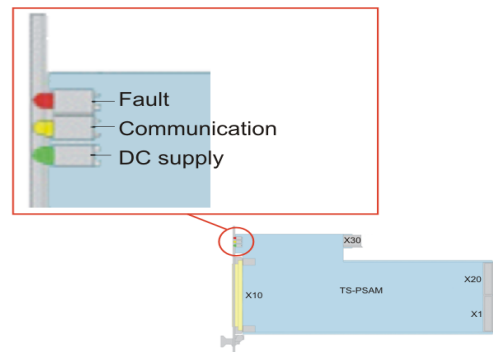 Fault
Communication
DC supply
X30
X20
X10
TS-PSAM
X1